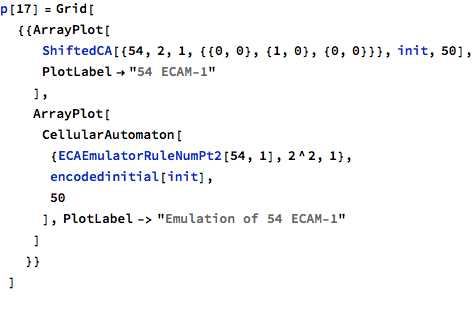 p[17] = Grid[
{{ArrayPlot[
ShiftedCA[{54, 2, 1, {{0, 0}, {1, 0}, {0, 0}}}, init, 50],
PlotLabel → "54 ECAM-1"
],
ArrayPlot[
CellularAutomaton[
{ECAEmulatorRuleNumPt2[54, 1], 2^2, 1},
encodedinitial[init],
50
], PlotLabel -> "Emulation of 54 ECAM-1"
]
}}
]